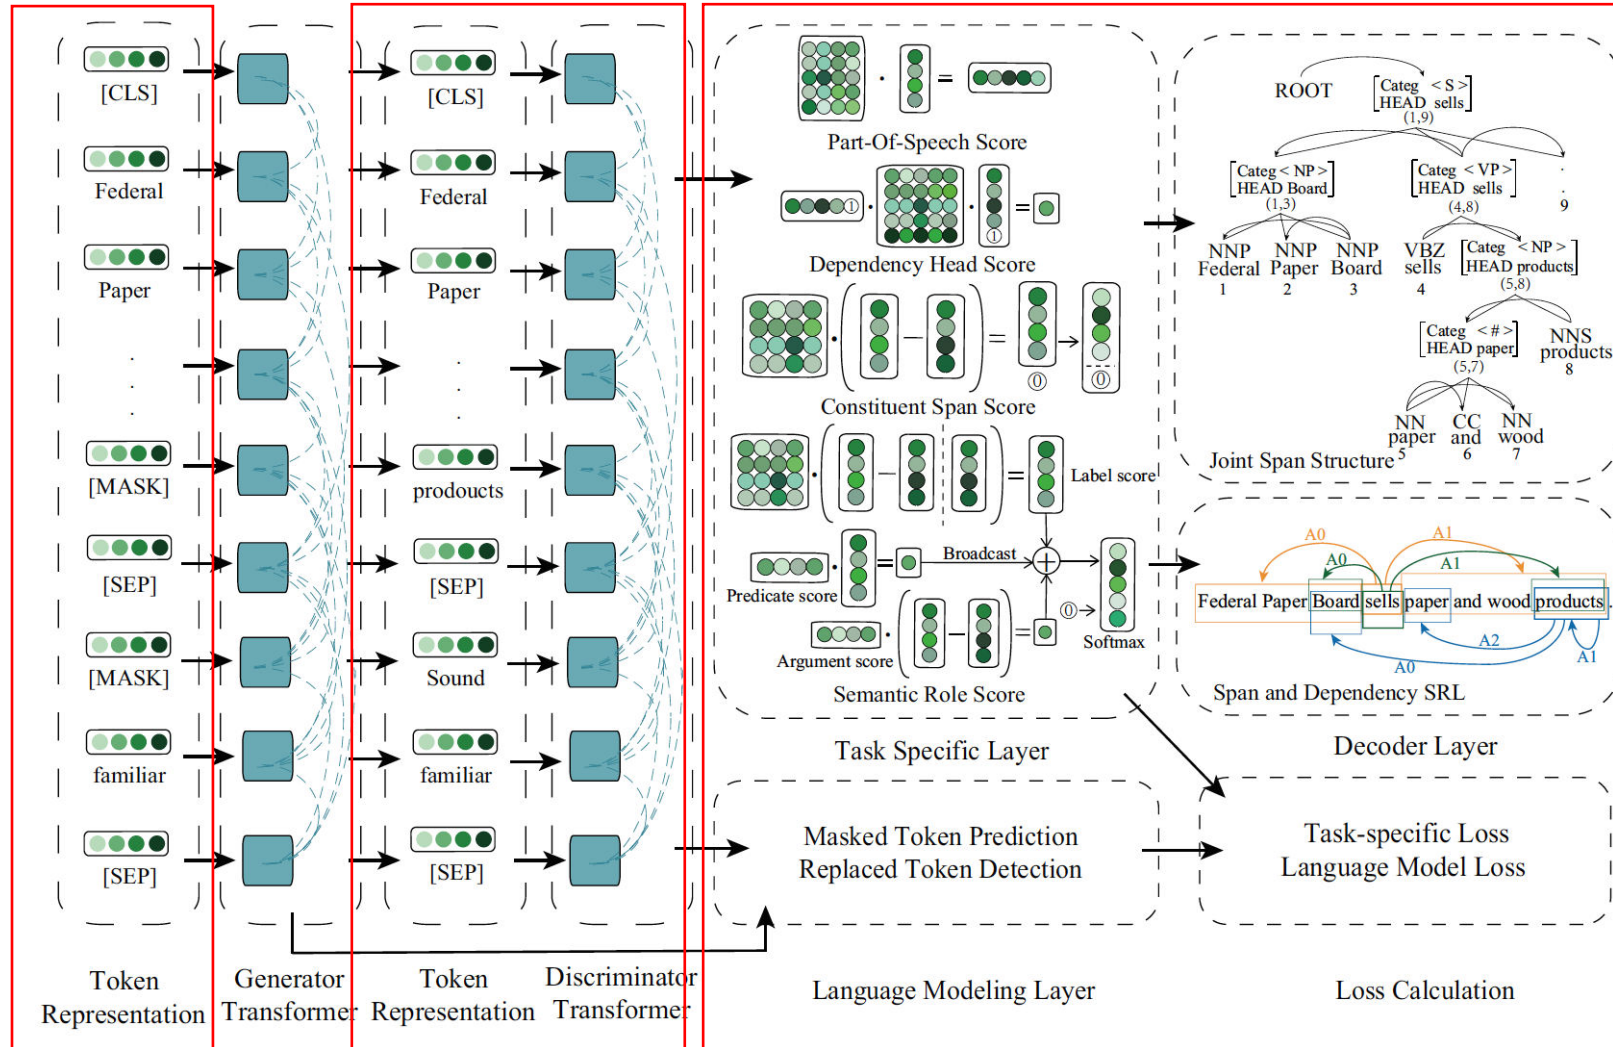 [CLS]
Federal
Paper
.
.
.
[MASK]
[SEP]
[MASK]
familiar
[SEP]
Token
Representation
Generator
Transformer
[CLS]
Federal
Paper
.
.
.
prodoucts
[SEP]
Sound
familiar
[SEP]
Token
Representation
Discriminator
Transformer
· =
Part-Of-Speech Score
1 · · 1 =
Dependency Head Score
· ( — ) = 0 → 0
Constituent Span Score
· ( — ) = Label score
· = Broadcast +
Predicate score
· ( — ) = 0
Argument score
Softmax
Semantic Role Score
Task Specific Layer
Masked Token Prediction
Replaced Token Detection
Language Modeling Layer
ROOT
[Categ < S >
HEAD sells]
(1,9)
[Categ < NP >
HEAD Board]
(1,3)
[Categ < VP >
HEAD sells]
(4,8)
.
.
9
NNP NNP NNP VBZ
Federal Paper Board sells
1 2 3 4
[Categ < NP >
HEAD products]
(5,8)
[Categ < # >
HEAD paper]
(5,7)
NNS
products
8
NN CC NN
paper and wood
5 6 7
Joint Span Structure
A0 A1
A0 A1
Federal Paper Board sells paper and wood products .
A2
A0 A1
Span and Dependency SRL
Decoder Layer
Task-specific Loss
Language Model Loss
Loss Calculation